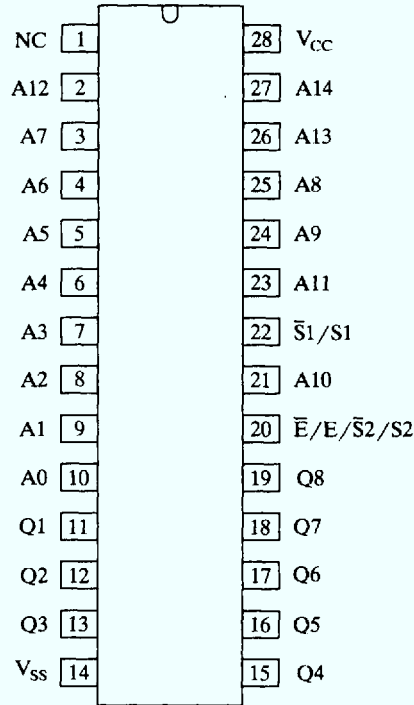 NC 1 28 V_CC
A12 2 27 A14
A7 3 26 A13
A6 4 25 A8
A5 5 24 A9
A4 6 23 A11
A3 7 22 S̅1/S1
A2 8 21 A10
A1 9 20 E̅/E/S̅2/S2
A0 10 19 Q8
Q1 11 18 Q7
Q2 12 17 Q6
Q3 13 16 Q5
V_SS 14 15 Q4